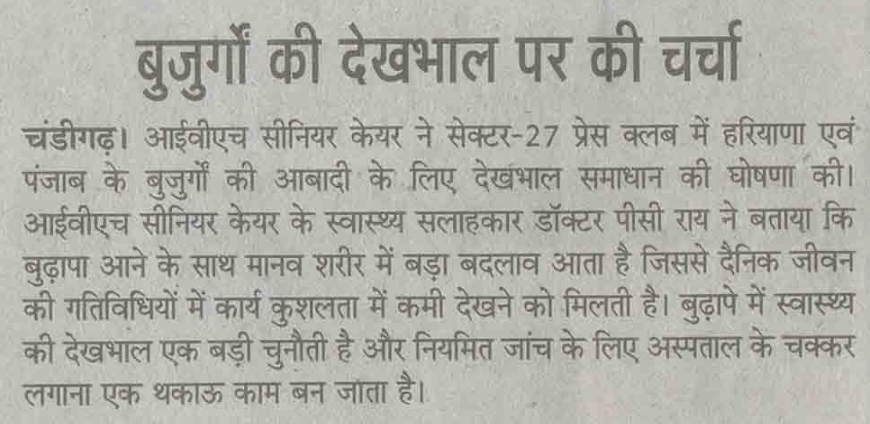 बुजुर्गों की देखभाल पर की चर्चा
चंडीगढ़। आईवीएच सीनियर केयर ने सेक्टर-27 प्रेस क्लब में हरियाणा एवं
पंजाब के बुजुर्गों की आबादी के लिए देखभाल समाधान की घोषणा की।
आईवीएच सीनियर केयर के स्वास्थ्य सलाहकार डॉक्टर पीसी राय ने बताया कि
बुढ़ापा आने के साथ मानव शरीर में बड़ा बदलाव आता है जिससे दैनिक जीवन
की गतिविधियों में कार्य कुशलता में कमी देखने को मिलती है। बुढ़ापे में स्वास्थ्य
की देखभाल एक बड़ी चुनौती है और नियमित जांच के लिए अस्पताल के चक्कर
लगाना एक थकाऊ काम बन जाता है।